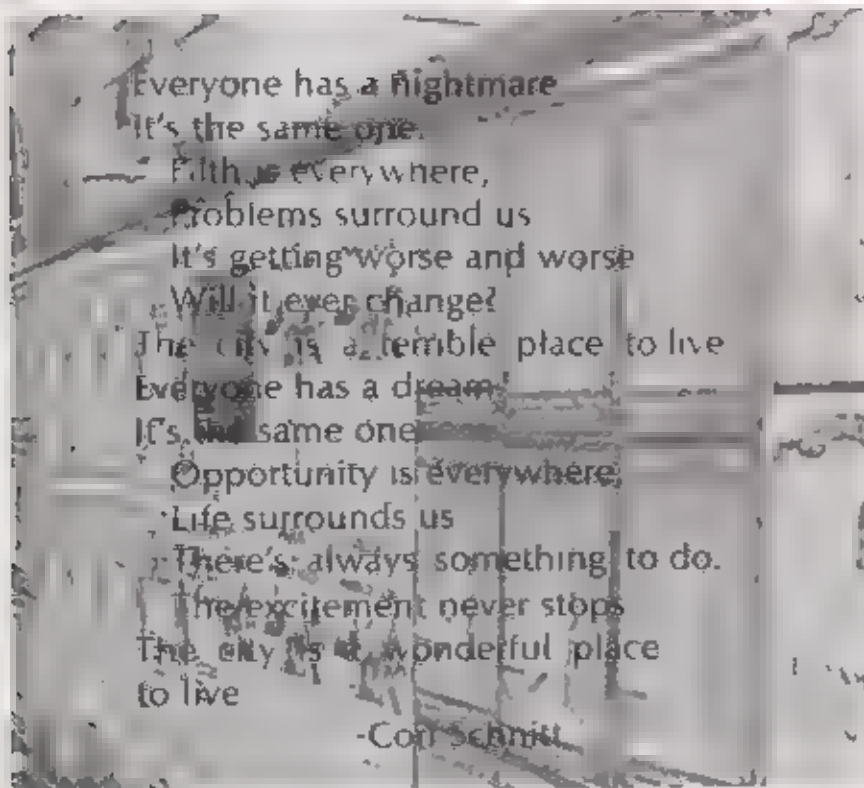 Everyone has a nightmare
It's the same one.
Filth is everywhere,
Problems surround us
It's getting worse and worse
Will it ever change?
The city is a terrible place to live
Everyone has a dream
It's the same one
Opportunity is everywhere,
Life surrounds us
There's always something to do.
The excitement never stops
The city is a wonderful place
to live
-Cori Schnitt